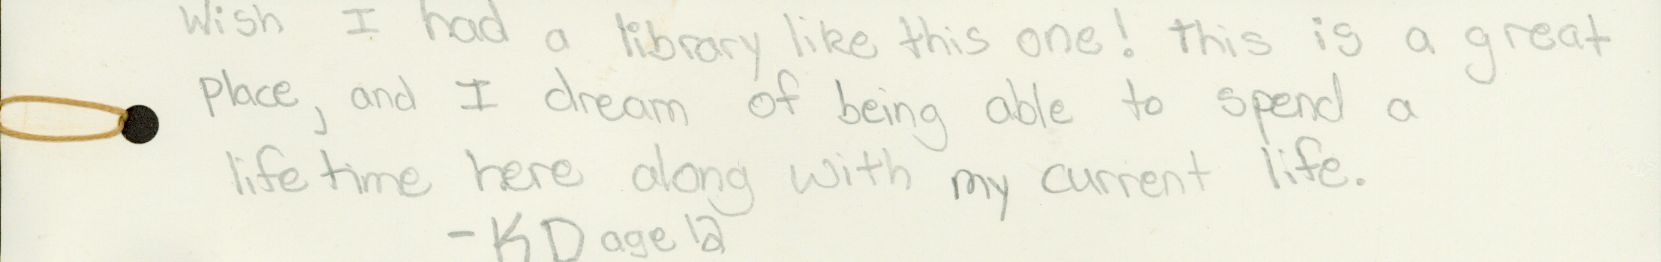 Wish I had a library like this one! This is a great
place, and I dream of being able to spend a
lifetime here along with my current life.
-KD age 12